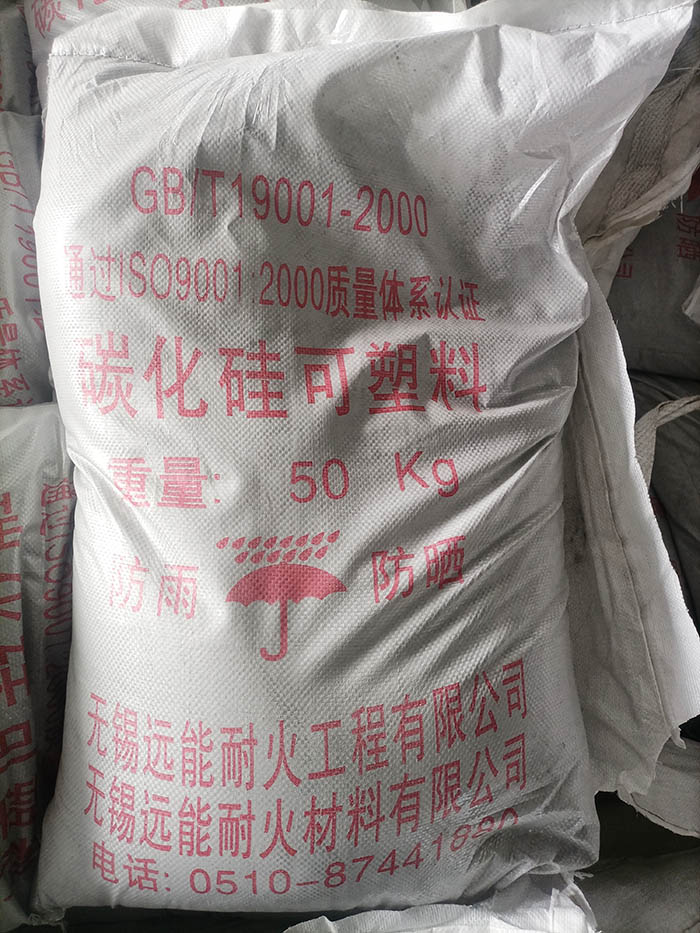 GB/T19001-2000
通过ISO9001:2000质量体系认证
碳化硅可塑料
重量: 50 Kg
防雨 防晒
无锡远能耐火工程有限公司
无锡远能耐火材料有限公司
电话: 0510-87441880